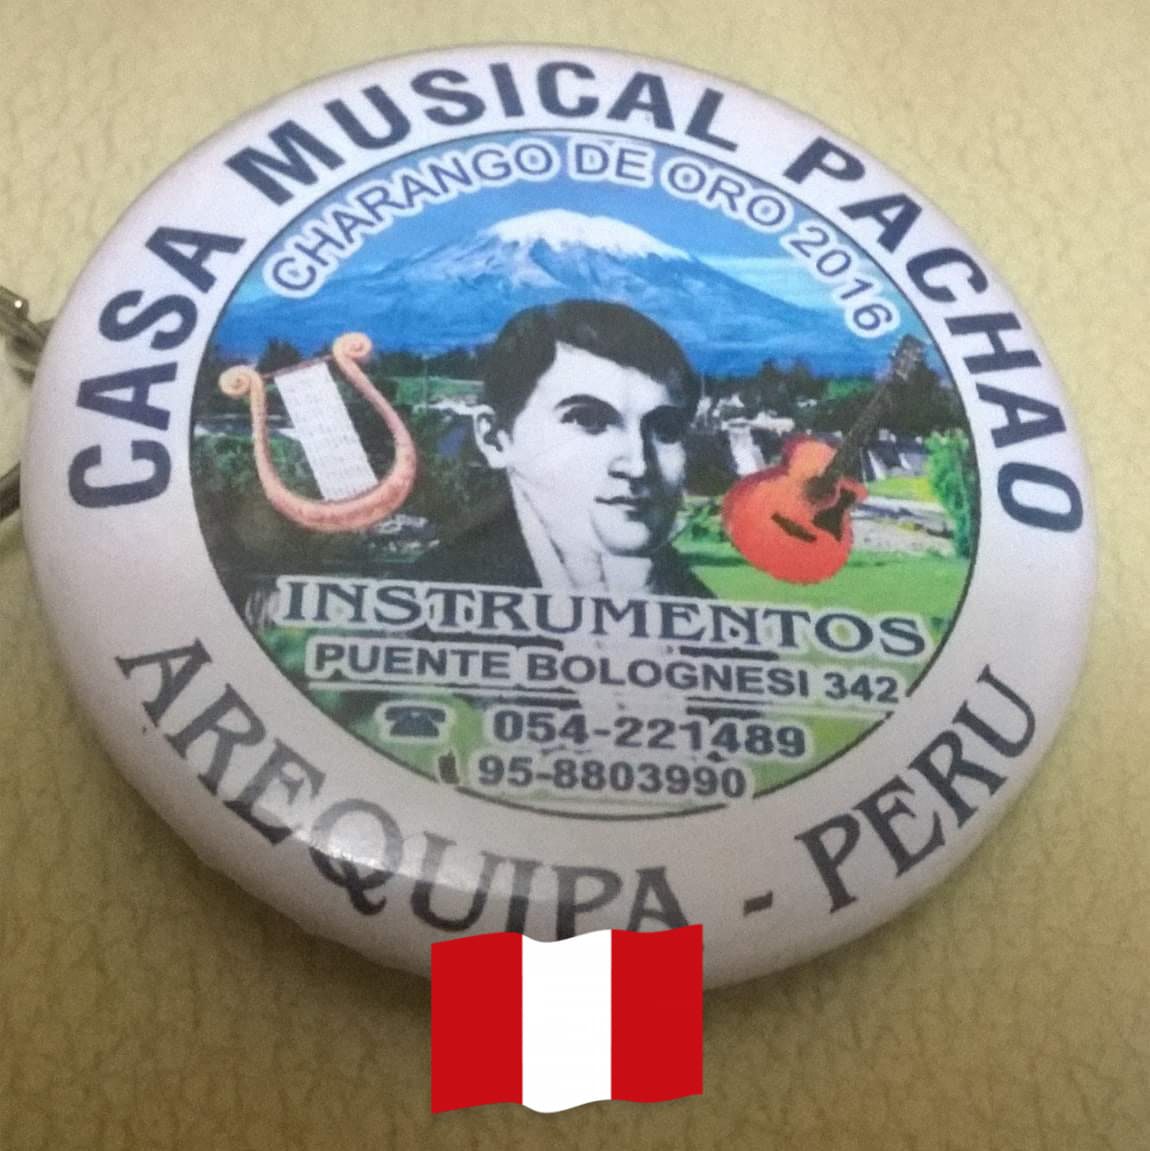 CASA MUSICAL PACHAO
CHARANGO DE ORO 2016
INSTRUMENTOS
PUENTE BOLOGNESI 342
054-221489
95-8803990
AREQUIPA - PERU